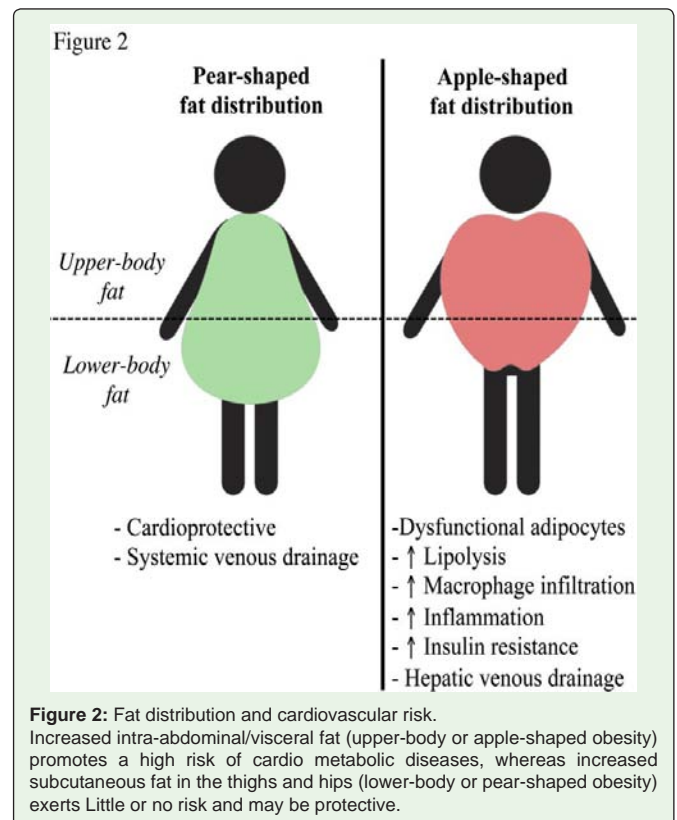 Figure 2
Pear-shaped
fat distribution
Apple-shaped
fat distribution
Upper-body
fat
Lower-body
fat
- Cardioprotective
- Systemic venous drainage
-Dysfunctional adipocytes
- ↑ Lipolysis
- ↑ Macrophage infiltration
- ↑ Inflammation
- ↑ Insulin resistance
- Hepatic venous drainage
Figure 2: Fat distribution and cardiovascular risk.
Increased intra-abdominal/visceral fat (upper-body or apple-shaped obesity)
promotes a high risk of cardio metabolic diseases, whereas increased
subcutaneous fat in the thighs and hips (lower-body or pear-shaped obesity)
exerts Little or no risk and may be protective.